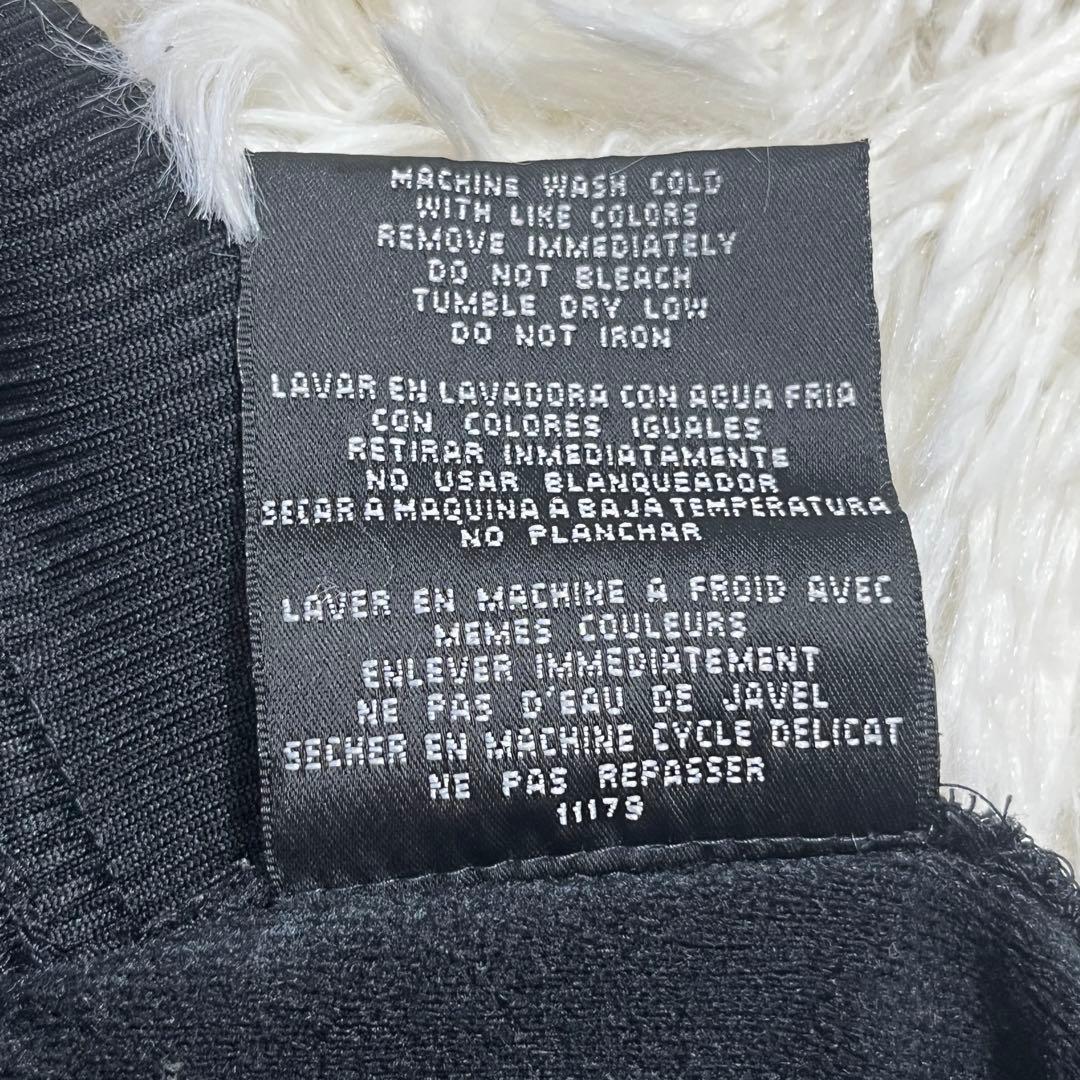 MACHINE WASH COLD
WITH LIKE COLORS
REMOVE IMMEDIATELY
DO NOT BLEACH
TUMBLE DRY LOW
DO NOT IRON
LAVAR EN LAVADORA CON AGUA FRIA
CON COLORES IGUALES
RETIRAR INMEDIATAMENTE
NO USAR BLANQUEADOR
SECAR A MAQUINA A BAJA TEMPERATURA
NO PLANCHAR
LAVER EN MACHINE A FROID AVEC
MEMES COULEURS
ENLEVER IMMEDIATEMENT
NE PAS D'EAU DE JAVEL
SECHER EN MACHINE CYCLE DELICAT
NE PAS REPASSER
11179